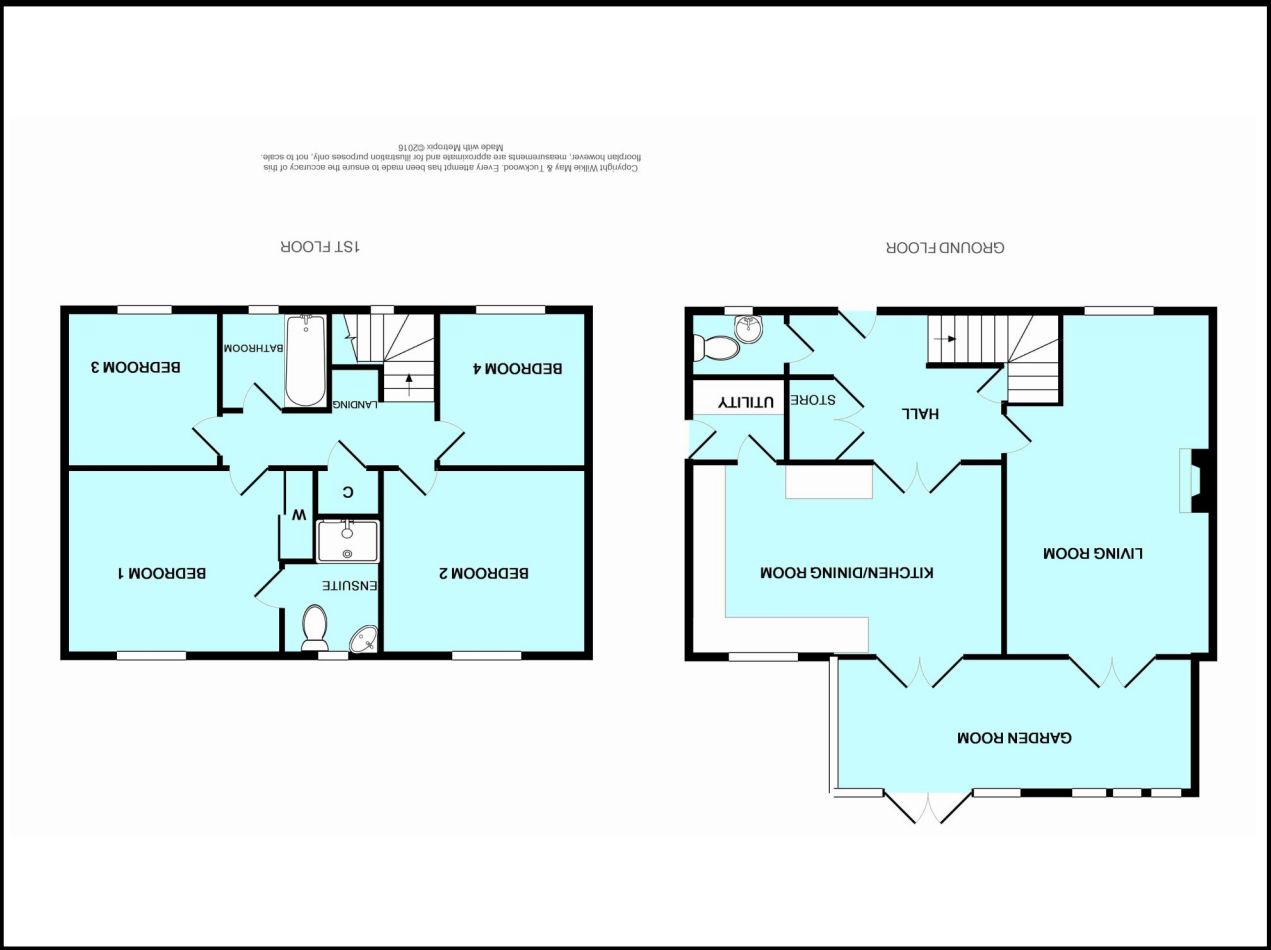 GARDEN ROOM
LIVING ROOM
KITCHEN/DINING ROOM
HALL
STORE
UTILITY
GROUND FLOOR
BEDROOM 2
ENSUITE
BEDROOM 1
C
W
LANDING
BEDROOM 4
BATHROOM
BEDROOM 3
1ST FLOOR
Copyright Wilkie May & Tuckwood. Every attempt has been made to ensure the accuracy of this
floorplan however, measurements are approximate and for illustration purposes only, not to scale.
Made with Metropix ©2016